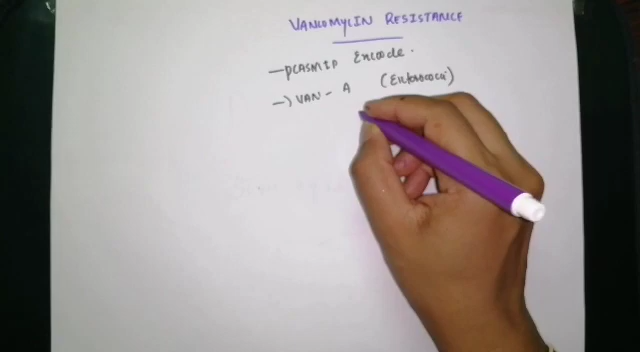 VANCOMYCIN RESISTANCE
- PLASMID Encode.
-> VAN - A (Enterococci)